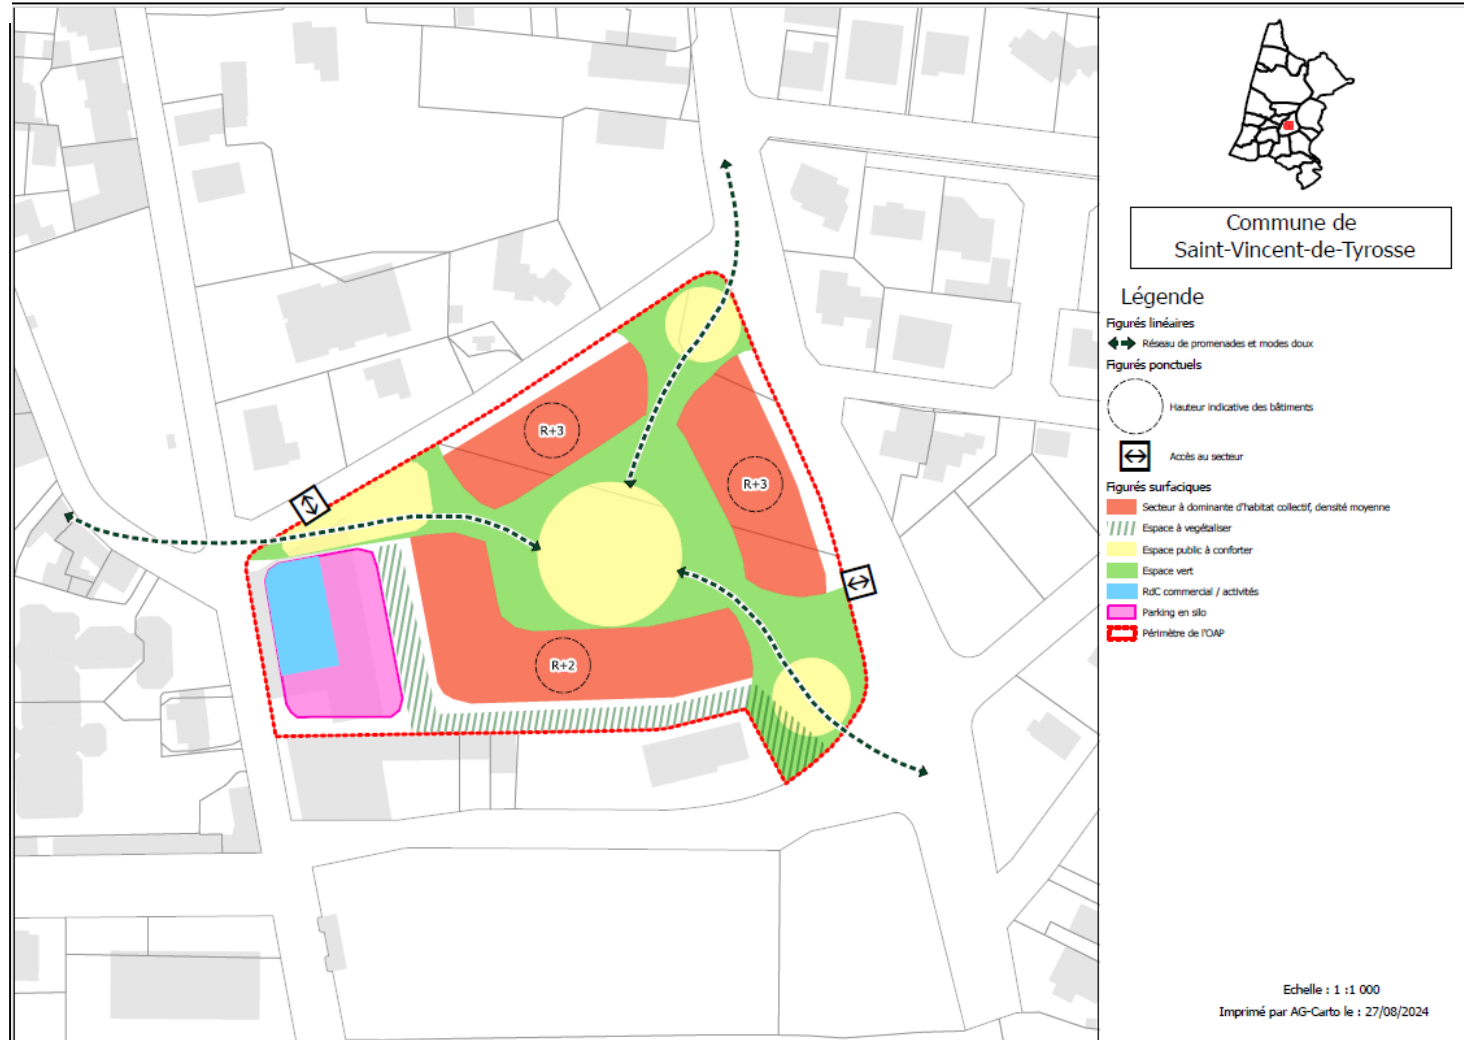 Commune de
Saint-Vincent-de-Tyrosse
Légende
Figurés linéaires
Réseau de promenades et modes doux
Figurés ponctuels
Hauteur indicative des bâtiments
Accès au secteur
Figurés surfaciques
Secteur à dominante d'habitat collectif, densité moyenne
Espace à vegétaliser
Espace public à conforter
Espace vert
RdC commercial / activités
Parking en silo
Périmètre de l'OAP
R+3
R+3
R+2
Echelle : 1 :1 000
Imprimé par AG-Carto le : 27/08/2024